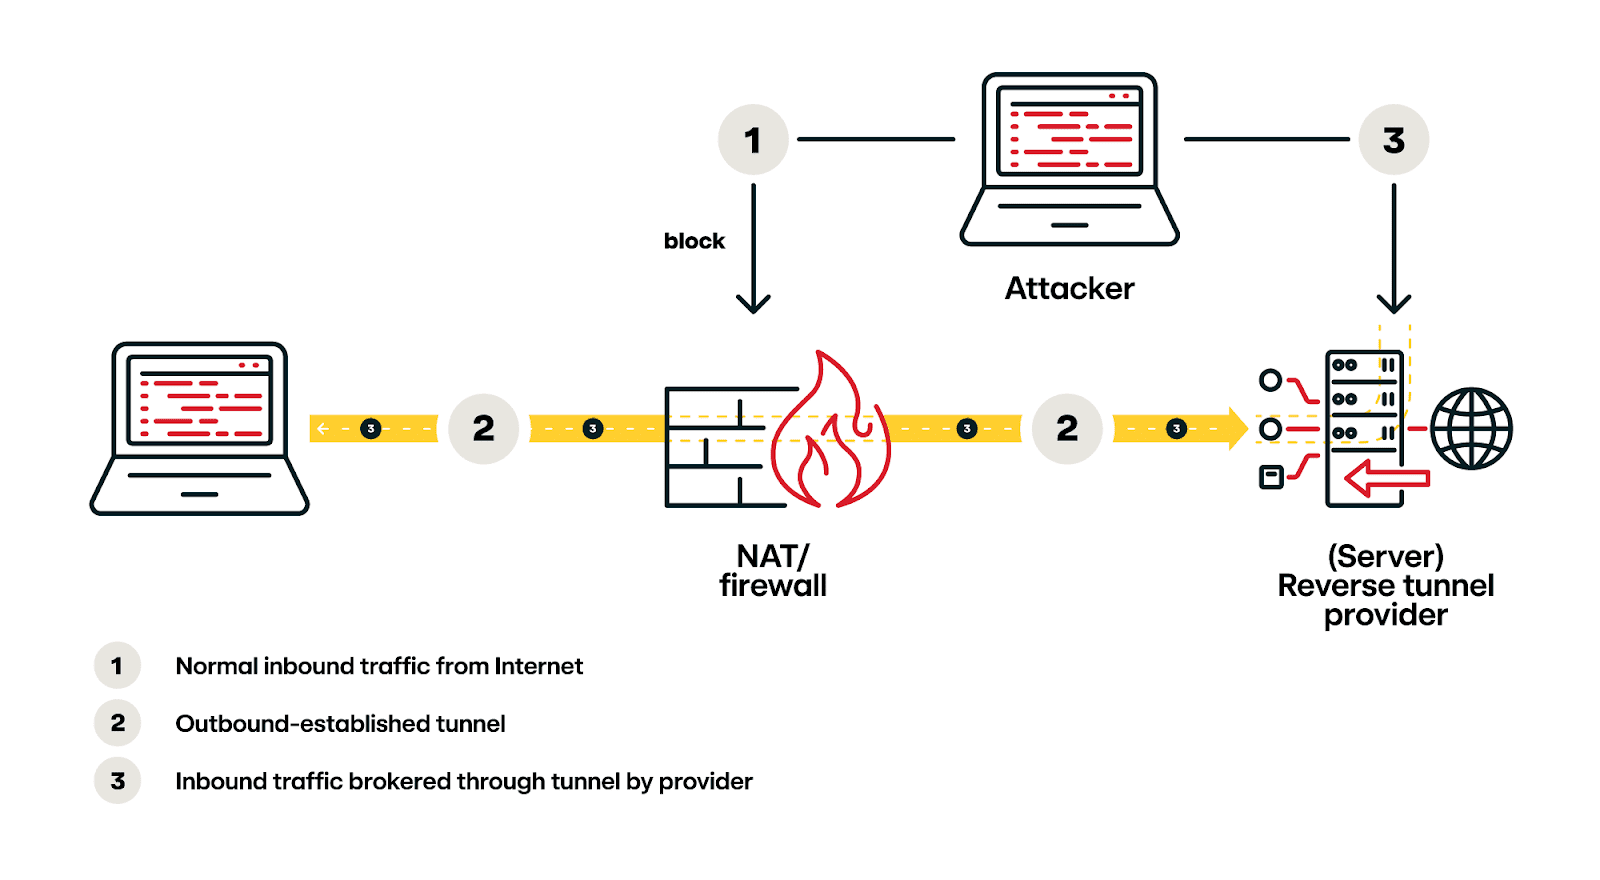 1
3
block
Attacker
3
2
3
3
2
3
NAT/
firewall
(Server)
Reverse tunnel
provider
1 Normal inbound traffic from Internet
2 Outbound-established tunnel
3 Inbound traffic brokered through tunnel by provider